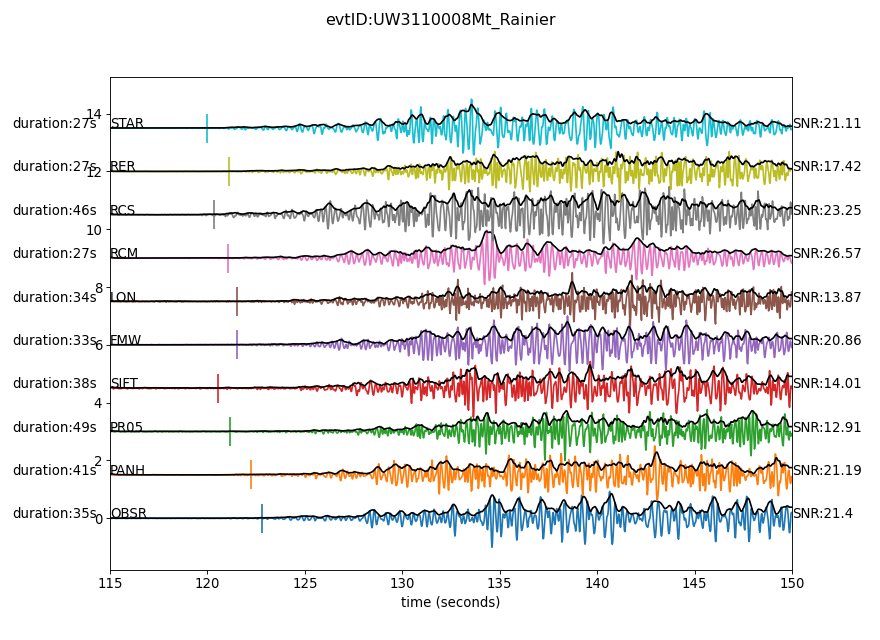 evtID:UW3110008Mt_Rainier
14
duration:27s STAR SNR:21.11
duration:27s RER SNR:17.42
12
duration:46s RCS SNR:23.25
10
duration:27s RCM SNR:26.57
8
duration:34s LON SNR:13.87
duration:33s FMW SNR:20.86
6
duration:38s SIFT SNR:14.01
4
duration:49s PR05 SNR:12.91
2
duration:41s PANH SNR:21.19
duration:35s OBSR SNR:21.4
0
115 120 125 130 135 140 145 150
time (seconds)